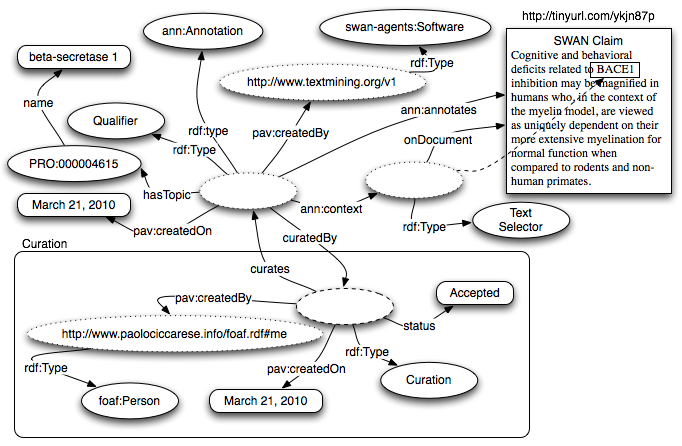 http://tinyurl.com/ykjn87p
ann:Annotation
swan-agents:Software
SWAN Claim
beta-secretase 1
rdf:Type
Cognitive and behavioral
deficits related to BACE1
inhibition may be magnified in
humans who, in the context of
the myelin model, are viewed
as uniquely dependent on their
more extensive myelination for
normal function when
compared to rodents and non-
human primates.
http://www.textmining.org/v1
name
ann:annotates
Qualifier
rdf:type
pav:createdBy
rdf:Type
onDocument
PRO:000004615
hasTopic
March 21, 2010
ann:context
pav:createdOn
rdf:Type
Text
Selector
curatedBy
Curation
curates
pav:createdBy
Accepted
status
http://www.paolociccarese.info/foaf.rdf#me
rdf:Type
rdf:Type
pav:createdOn
Curation
foaf:Person
March 21, 2010